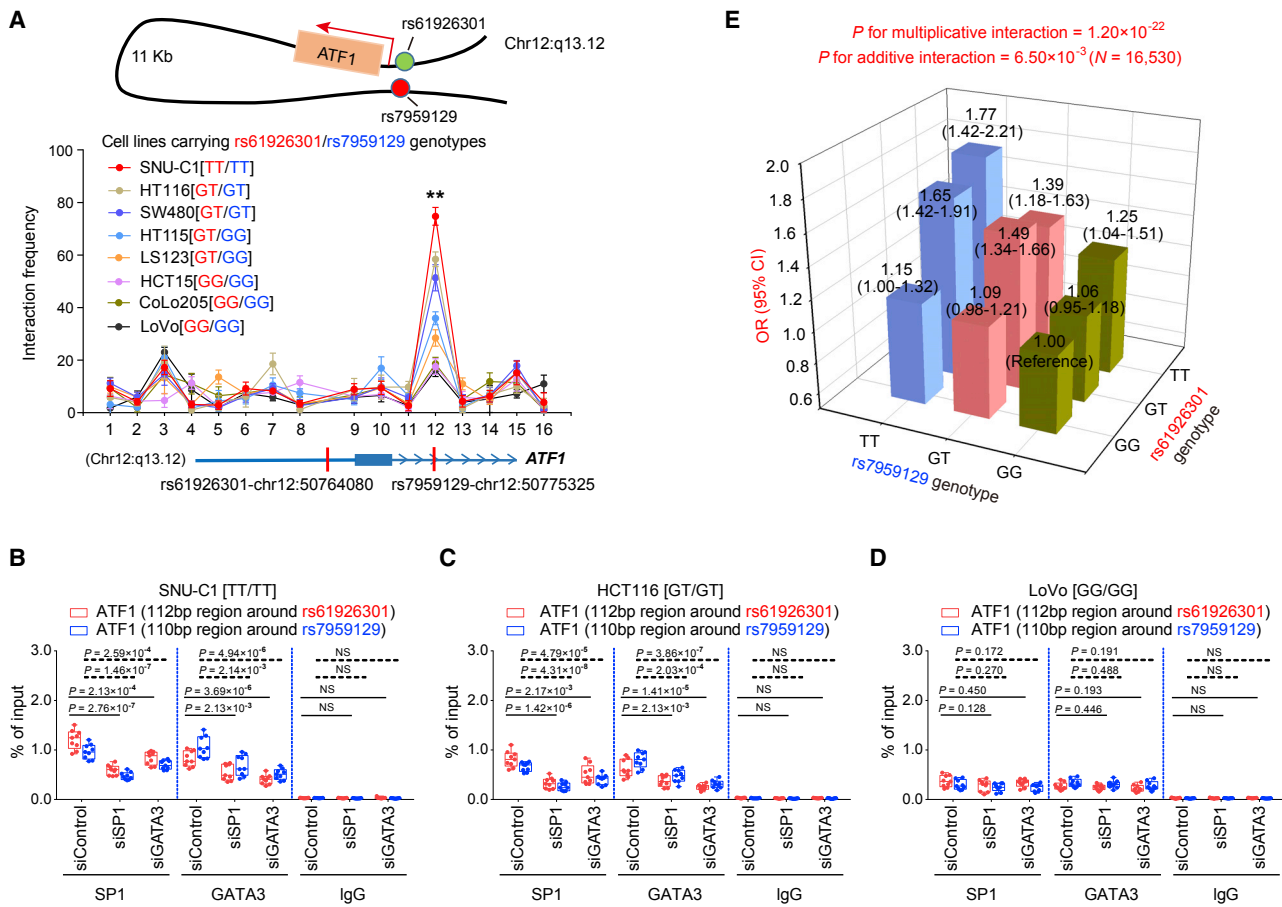 A
ATF1
11 Kb
rs61926301
Chr12:q13.12
rs7959129
Cell lines carrying rs61926301/rs7959129 genotypes
Interaction frequency
100
80
60
40
20
0
SNU-C1[TT/TT]
HT116[GT/GT]
SW480[GT/GT]
HT115[GT/GG]
LS123[GT/GG]
HCT15[GG/GG]
CoLo205[GG/GG]
LoVo[GG/GG]
**
1 2 3 4 5 6 7 8 9 10 11 12 13 14 15 16
(Chr12:q13.12)
ATF1
rs61926301-chr12:50764080 rs7959129-chr12:50775325
E
P for multiplicative interaction = 1.20×10⁻²²
P for additive interaction = 6.50×10⁻³ (N = 16,530)
OR (95% CI)
2.0
1.8
1.6
1.4
1.2
1.0
0.8
0.6
1.77
(1.42-2.21)
1.65
(1.42-1.91)
1.15
(1.00-1.32)
1.39
(1.18-1.63)
1.49
(1.34-1.66)
1.09
(0.98-1.21)
1.25
(1.04-1.51)
1.06
(0.95-1.18)
1.00
(Reference)
TT
GT
GG
rs7959129 genotype
TT
GT
GG
rs61926301
genotype
B
SNU-C1 [TT/TT]
ATF1 (112bp region around rs61926301)
ATF1 (110bp region around rs7959129)
% of input
3.0
2.0
1.0
0.0
P = 2.59×10⁻⁴
P = 1.46×10⁻⁷
P = 2.13×10⁻⁴
P = 2.76×10⁻⁷
P = 4.94×10⁻⁶
P = 2.14×10⁻³
P = 3.69×10⁻⁶
P = 2.13×10⁻³
NS
NS
NS
NS
siControl siSP1 siGATA3 siControl siSP1 siGATA3 siControl siSP1 siGATA3
SP1 GATA3 IgG
C
HCT116 [GT/GT]
ATF1 (112bp region around rs61926301)
ATF1 (110bp region around rs7959129)
% of input
3.0
2.0
1.0
0.0
P = 4.79×10⁻⁵
P = 4.31×10⁻⁸
P = 2.17×10⁻³
P = 1.42×10⁻⁶
P = 3.86×10⁻⁷
P = 2.03×10⁻⁴
P = 1.41×10⁻⁵
P = 2.13×10⁻³
NS
NS
NS
NS
siControl siSP1 siGATA3 siControl siSP1 siGATA3 siControl siSP1 siGATA3
SP1 GATA3 IgG
D
LoVo [GG/GG]
ATF1 (112bp region around rs61926301)
ATF1 (110bp region around rs7959129)
% of input
3.0
2.0
1.0
0.0
P = 0.172
P = 0.270
P = 0.450
P = 0.128
P = 0.191
P = 0.488
P = 0.193
P = 0.446
NS
NS
NS
NS
siControl siSP1 siGATA3 siControl siSP1 siGATA3 siControl siSP1 siGATA3
SP1 GATA3 IgG